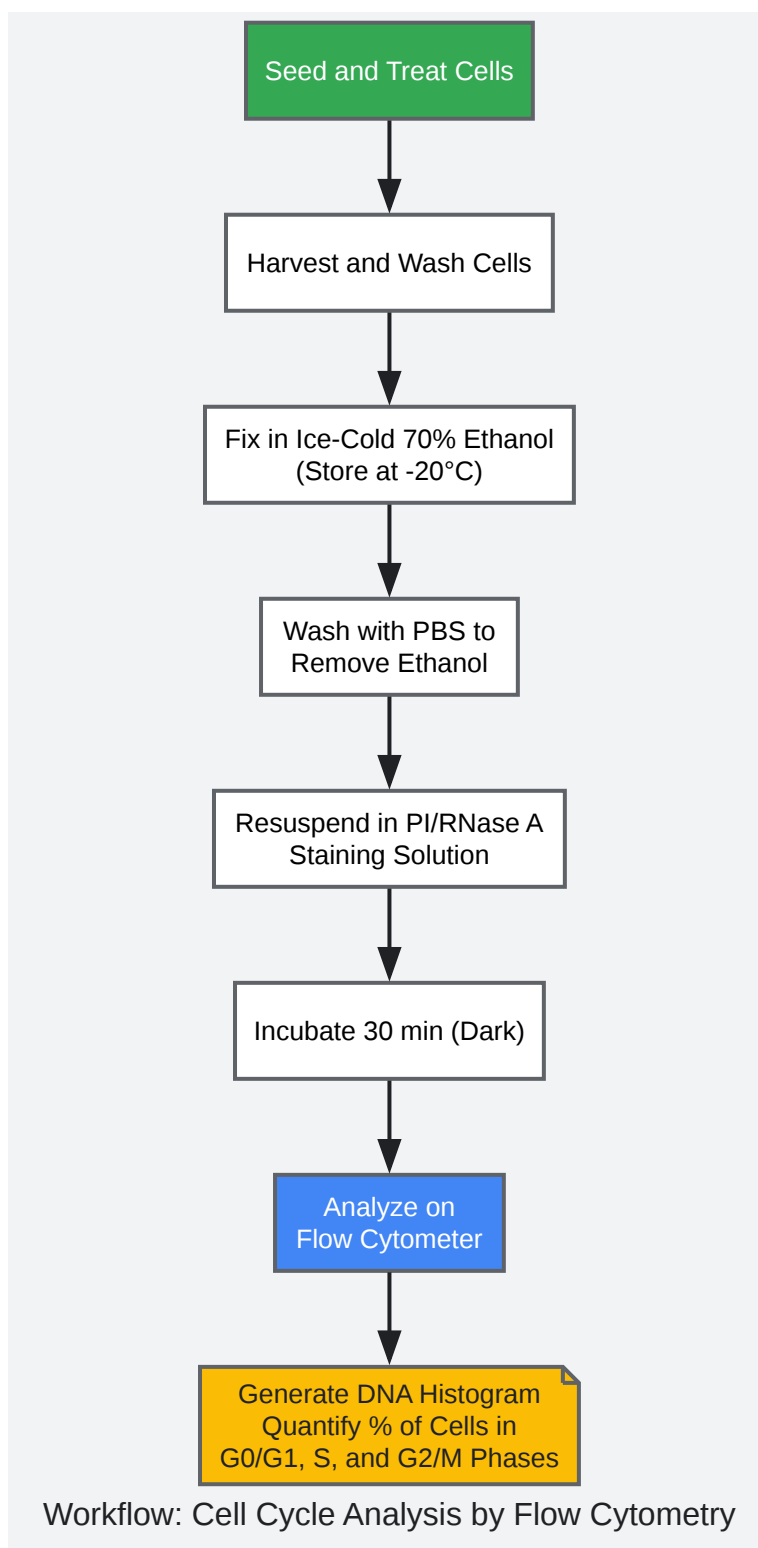 Seed and Treat Cells
Harvest and Wash Cells
Fix in Ice-Cold 70% Ethanol
(Store at -20°C)
Wash with PBS to
Remove Ethanol
Resuspend in PI/RNase A
Staining Solution
Incubate 30 min (Dark)
Analyze on
Flow Cytometer
Generate DNA Histogram
Quantify % of Cells in
G0/G1, S, and G2/M Phases
Workflow: Cell Cycle Analysis by Flow Cytometry